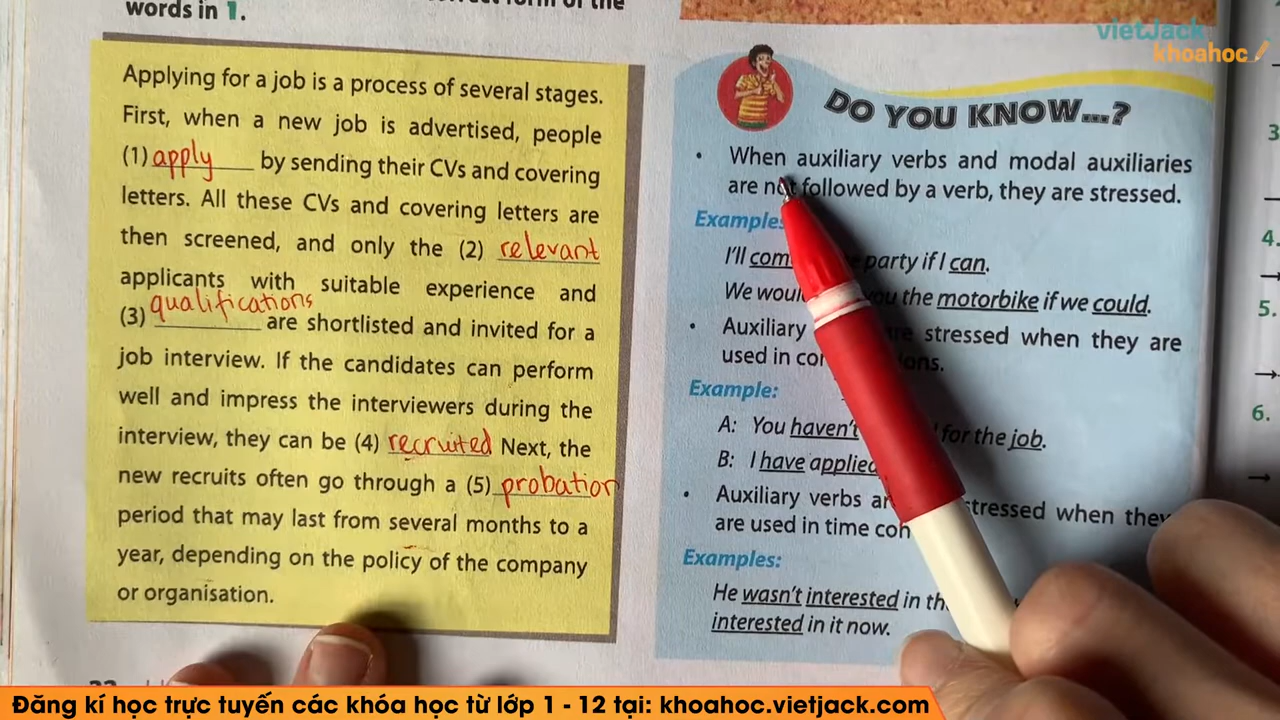 words in 1.
Applying for a job is a process of several stages.
First, when a new job is advertised, people
(1) apply by sending their CVs and covering
letters. All these CVs and covering letters are
then screened, and only the (2) relevant
applicants with suitable experience and
(3) qualifications are shortlisted and invited for a
job interview. If the candidates can perform
well and impress the interviewers during the
interview, they can be (4) recruited Next, the
new recruits often go through a (5) probation
period that may last from several months to a
year, depending on the policy of the company
or organisation.
vietJack
khoahoc
DO YOU KNOW...?
• When auxiliary verbs and modal auxiliaries
are not followed by a verb, they are stressed.
Examples
I'll party if I can.
We you the motorbike if we could.
• Auxiliary stressed when they are
used in
Example:
A: You haven't for the job.
B: I have applied
• Auxiliary verbs stressed when they
are used in time
Examples:
He wasn't interested in
interested in it now.
3
4.
5.
6.
Đăng kí học trực tuyến các khóa học từ lớp 1 - 12 tại: khoahoc.vietjack.com